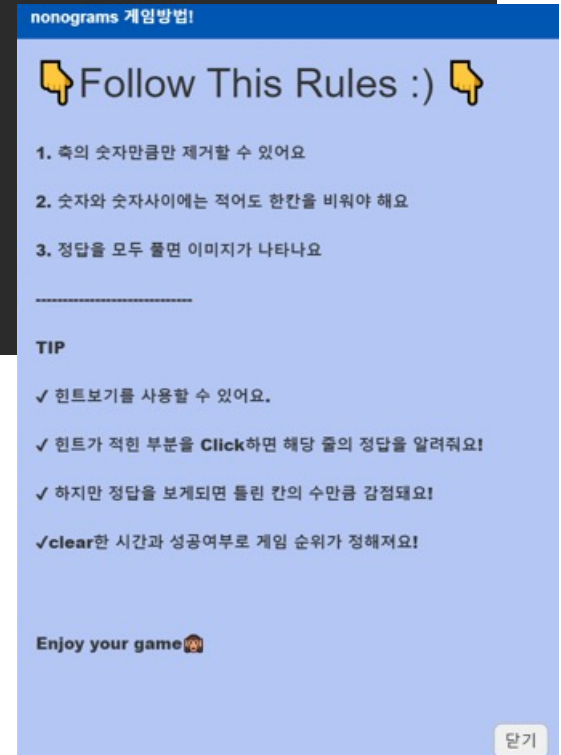 nonograms 게임방법!
👇Follow This Rules :) 👇
1. 축의 숫자만큼만 제거할 수 있어요
2. 숫자와 숫자사이에는 적어도 한칸을 비워야 해요
3. 정답을 모두 풀면 이미지가 나타나요
-----------------------------
TIP
✓ 힌트보기를 사용할 수 있어요.
✓ 힌트가 적힌 부분을 Click하면 해당 줄의 정답을 알려줘요!
✓ 하지만 정답을 보게되면 틀린 칸의 수만큼 감점돼요!
✓clear한 시간과 성공여부로 게임 순위가 정해져요!
Enjoy your game🙈
닫기